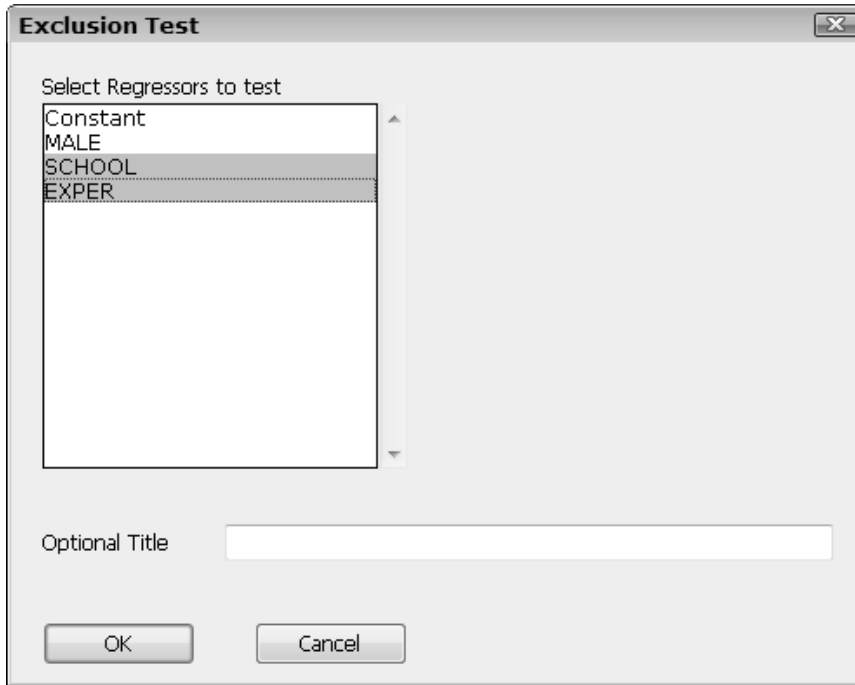 Exclusion Test
Select Regressors to test
Constant
MALE
SCHOOL
EXPER
Optional Title
OK
Cancel